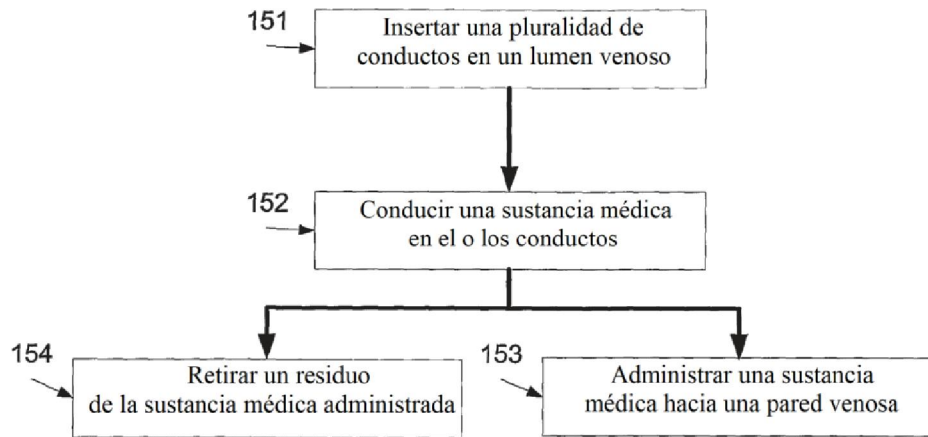 151
Insertar una pluralidad de
conductos en un lumen venoso
152
Conducir una sustancia médica
en el o los conductos
154
Retirar un residuo
de la sustancia médica administrada
153
Administrar una sustancia
médica hacia una pared venosa